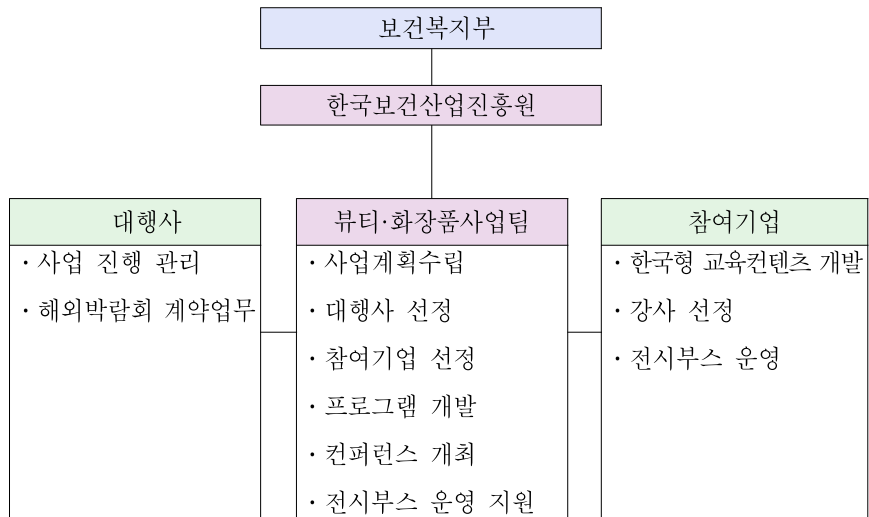 보건복지부
한국보건산업진흥원
대행사
· 사업 진행 관리
· 해외박람회 계약업무
뷰티·화장품사업팀
· 사업계획수립
· 대행사 선정
· 참여기업 선정
· 프로그램 개발
· 컨퍼런스 개최
· 전시부스 운영 지원
참여기업
· 한국형 교육컨텐츠 개발
· 강사 선정
· 전시부스 운영